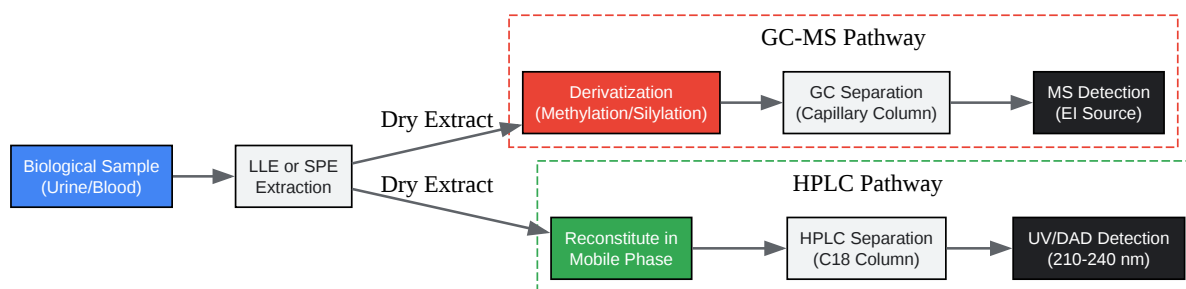 GC-MS Pathway
Derivatization
(Methylation/Silylation)
GC Separation
(Capillary Column)
MS Detection
(EI Source)
Dry Extract
Biological Sample
(Urine/Blood)
LLE or SPE
Extraction
Dry Extract
HPLC Pathway
Reconstitute in
Mobile Phase
HPLC Separation
(C18 Column)
UV/DAD Detection
(210-240 nm)